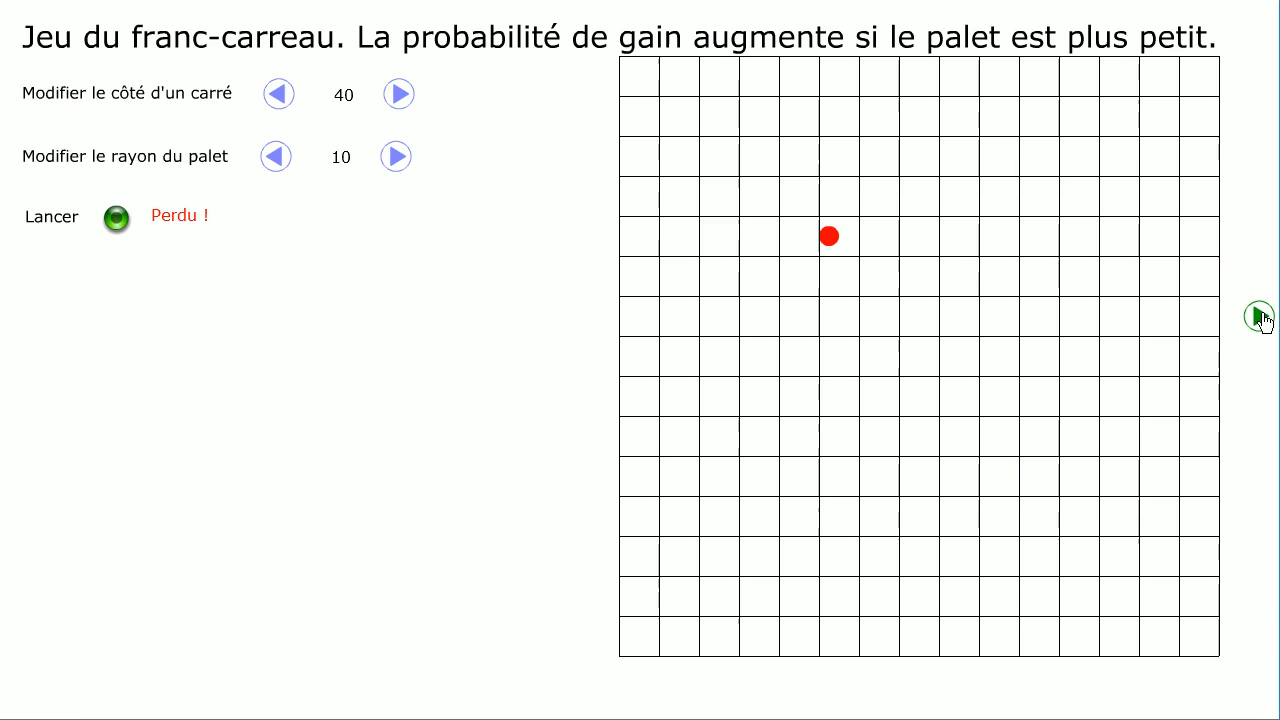 Jeu du franc-carreau. La probabilité de gain augmente si le palet est plus petit.
Modifier le côté d'un carré 40
Modifier le rayon du palet 10
Lancer Perdu !